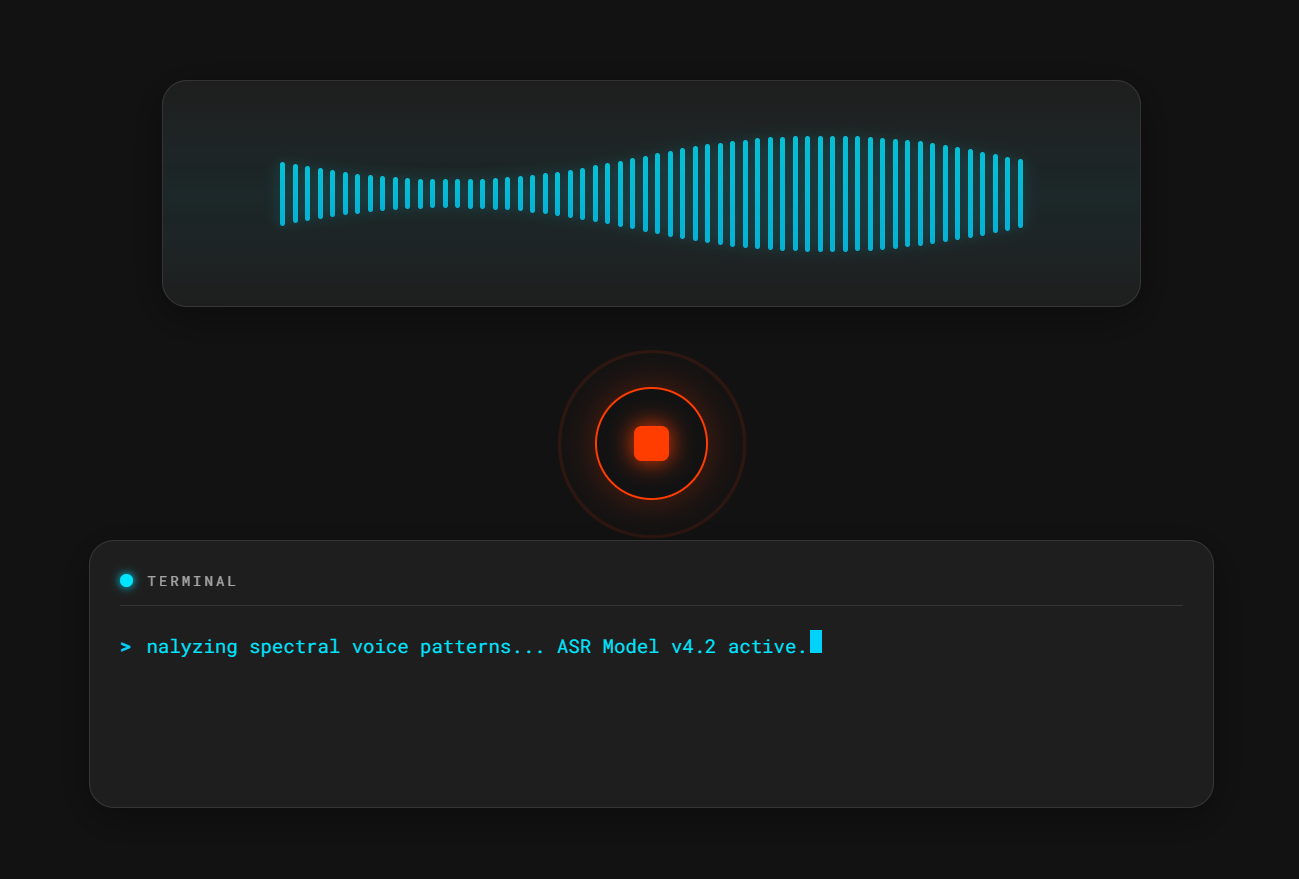 TERMINAL
> nalyzing spectral voice patterns... ASR Model v4.2 active.